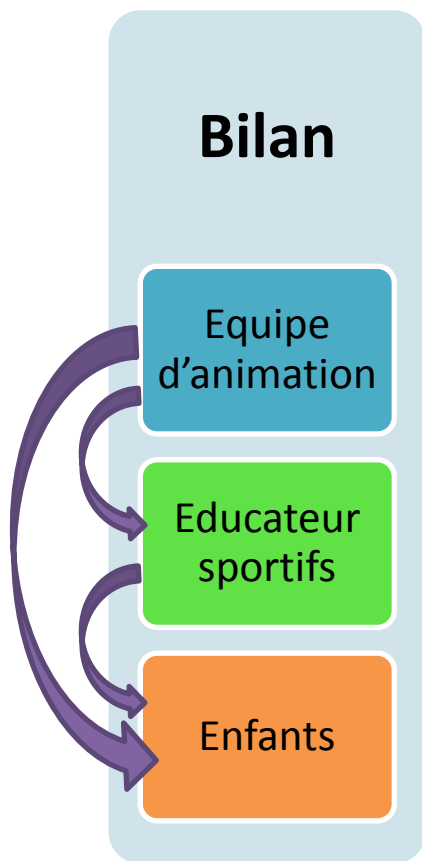 Bilan
Equipe
d’animation
Educateur
sportifs
Enfants